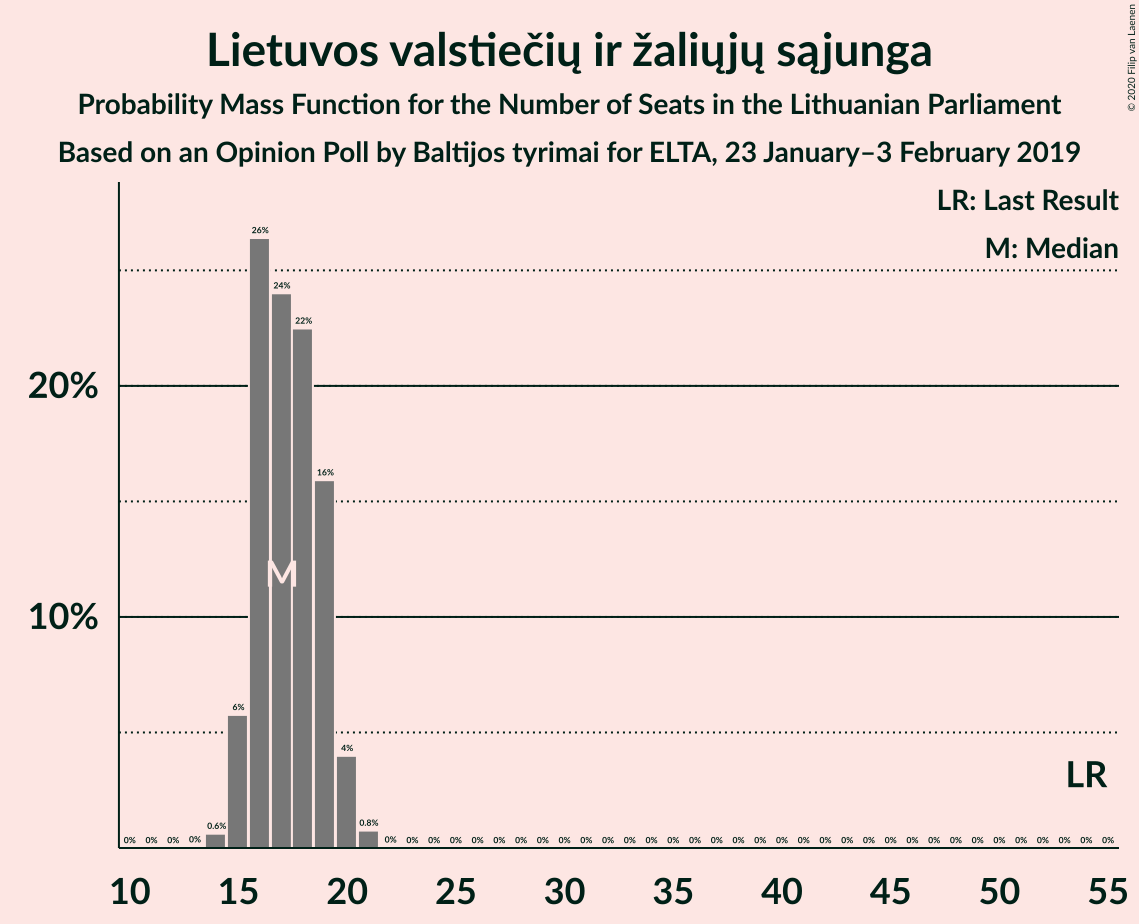 Lietuvos valstiečių ir žaliųjų sąjunga
Probability Mass Function for the Number of Seats in the Lithuanian Parliament
Based on an Opinion Poll by Baltijos tyrimai for ELTA, 23 January–3 February 2019
© 2020 Filip van Laenen
LR: Last Result
M: Median
26%
24%
22%
20%
16%
M
10%
6%
4%
LR
0% 0% 0% 0% 0.6% 0.8% 0% 0% 0% 0% 0% 0% 0% 0% 0% 0% 0% 0% 0% 0% 0% 0% 0% 0% 0% 0% 0% 0% 0% 0% 0% 0% 0% 0% 0% 0% 0% 0% 0% 0%
10 15 20 25 30 35 40 45 50 55